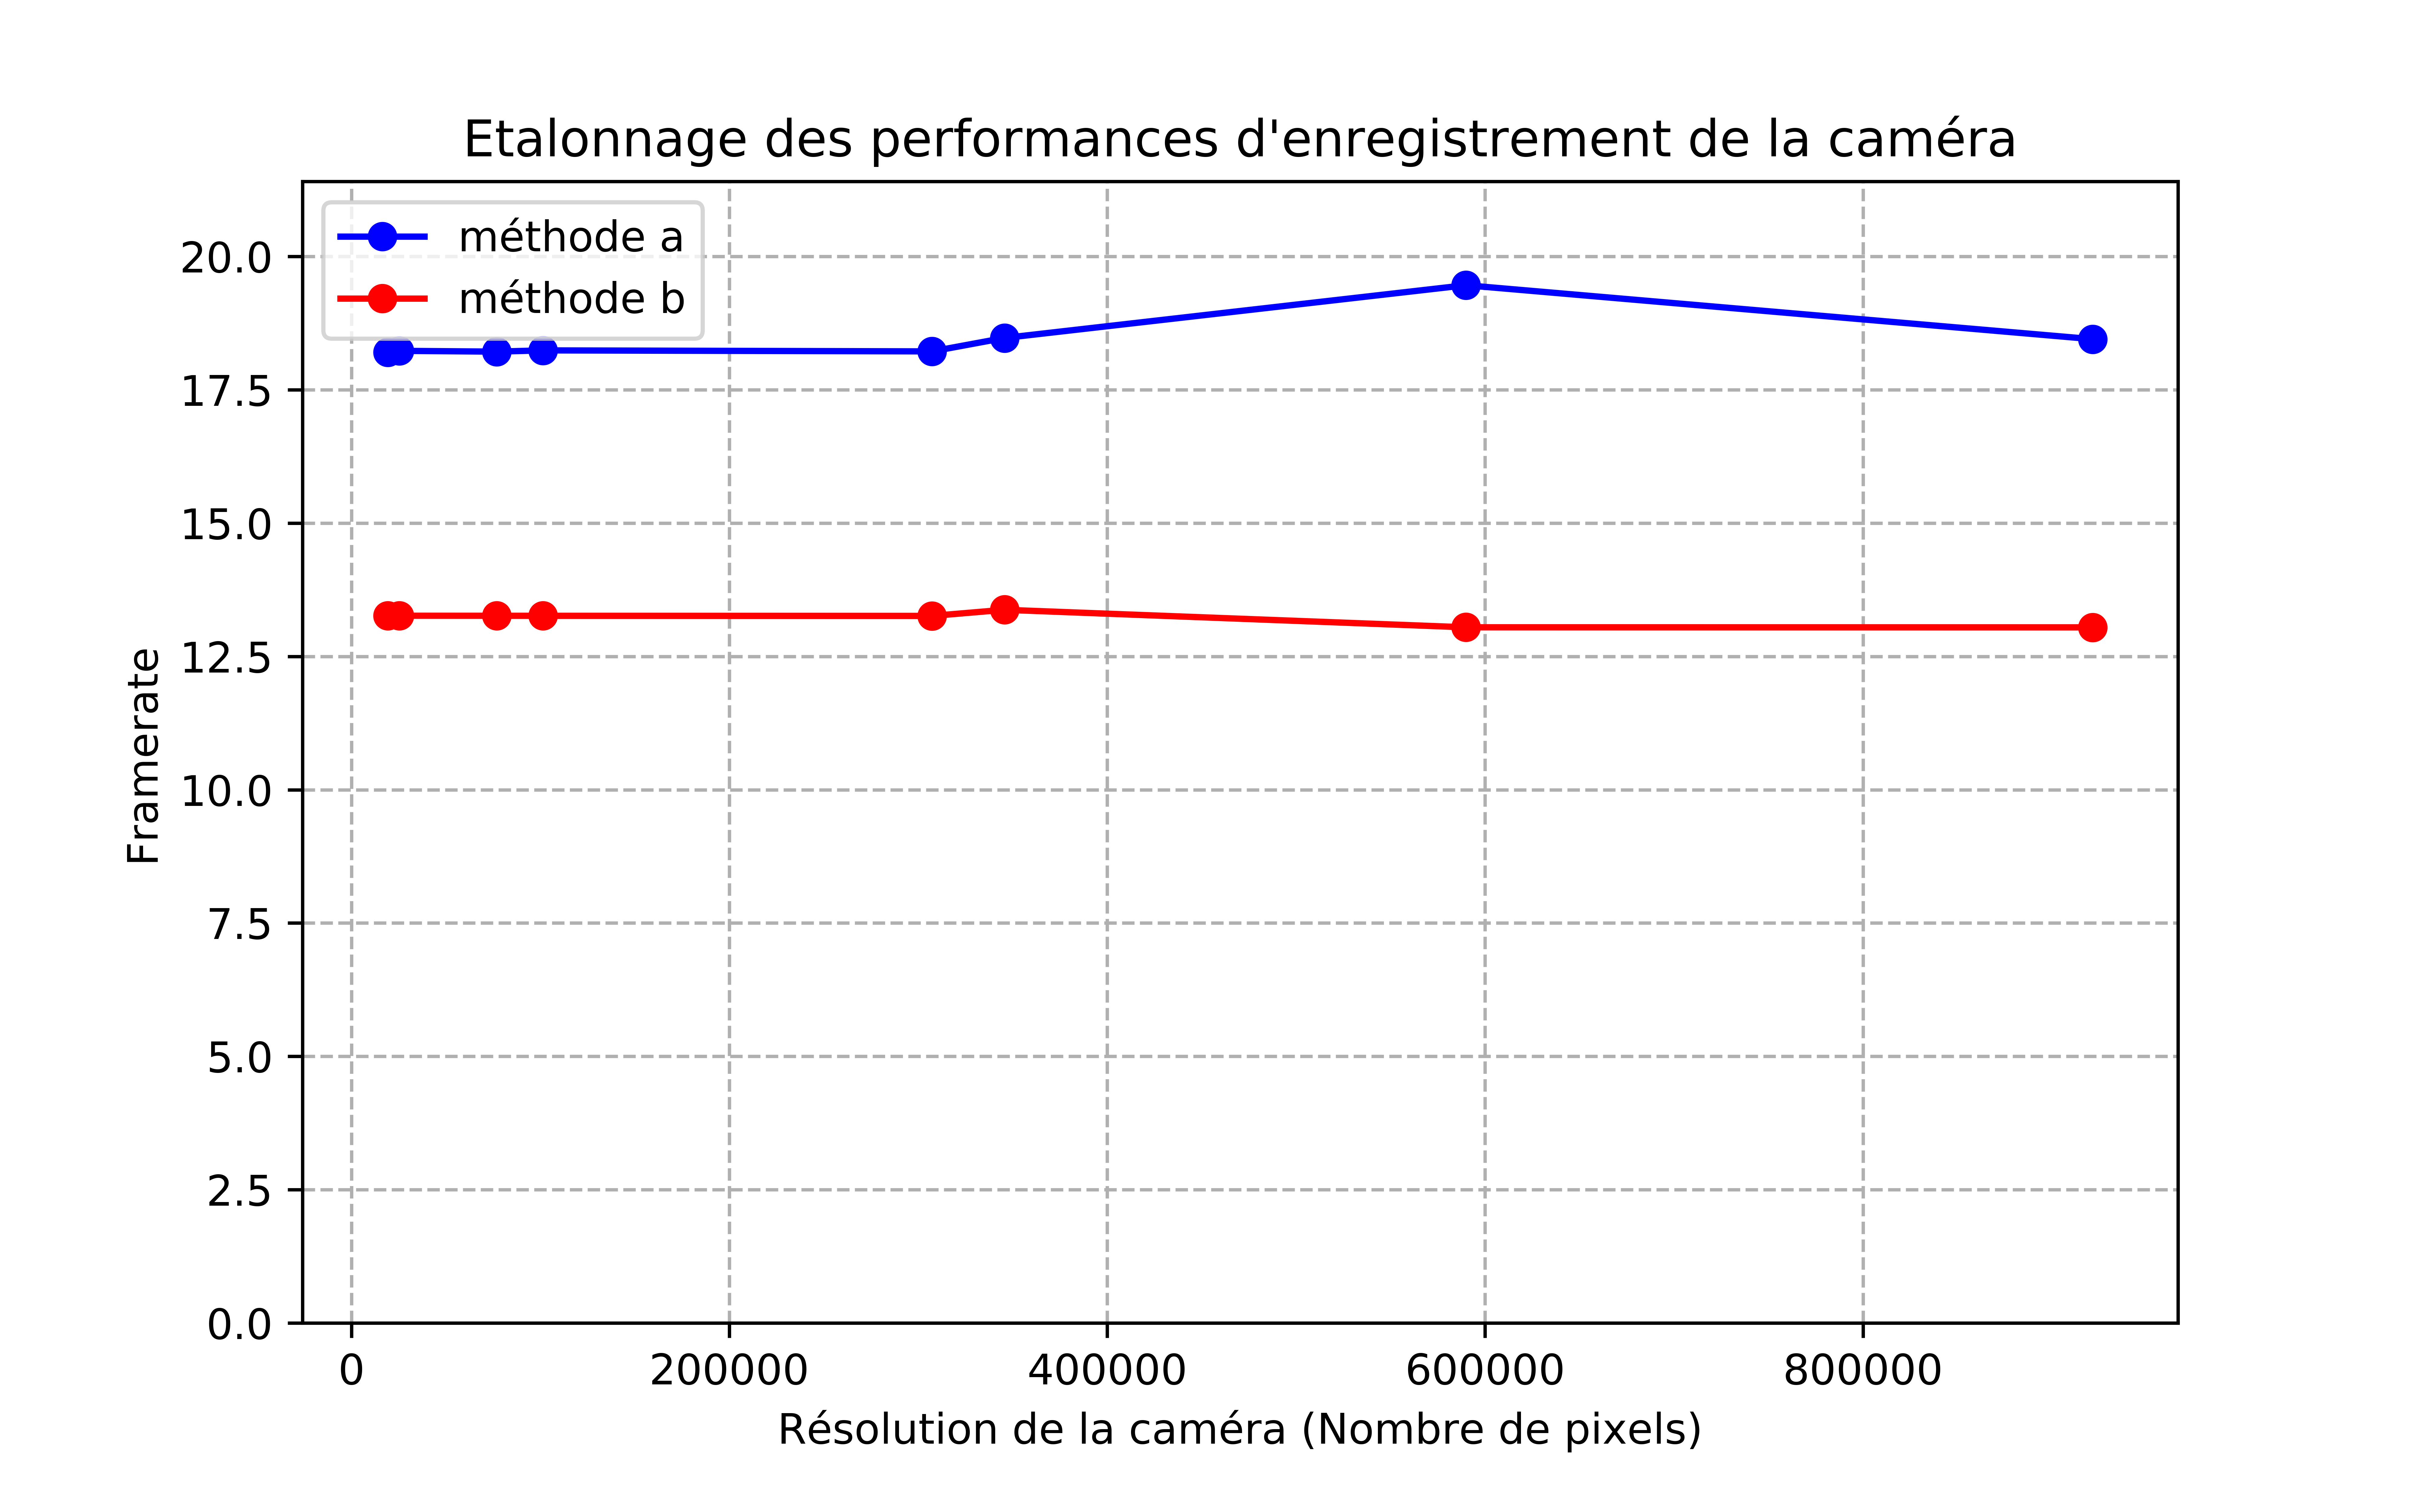 Etalonnage des performances d'enregistrement de la caméra
méthode a
méthode b
20.0
17.5
15.0
12.5
10.0
7.5
5.0
2.5
0.0
Framerate
0 200000 400000 600000 800000
Résolution de la caméra (Nombre de pixels)